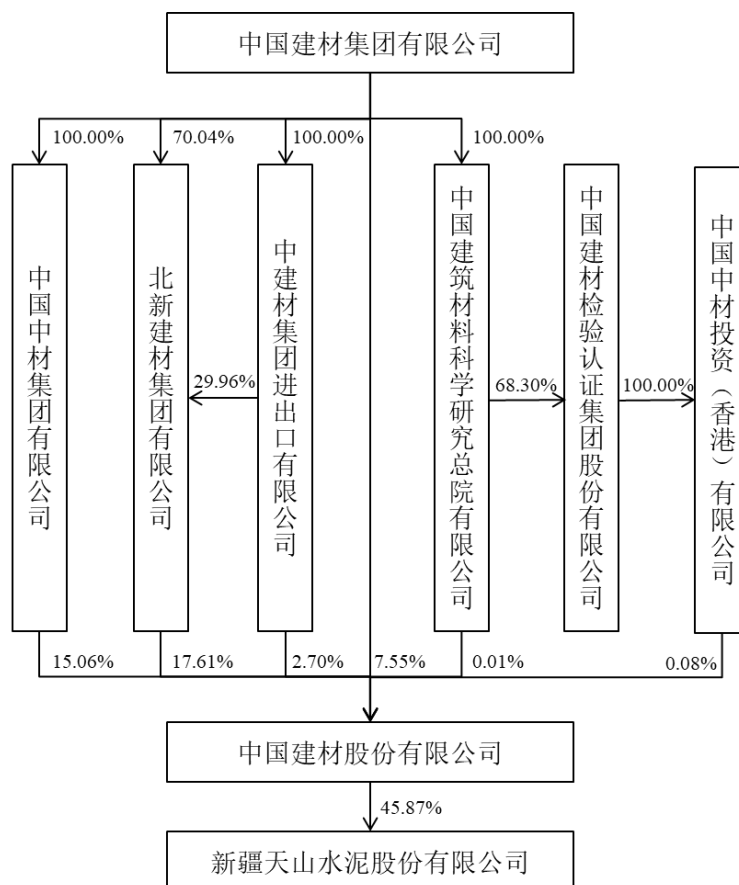 中国建材集团有限公司
100.00%
70.04%
100.00%
100.00%
中国中材集团有限公司
北新建材集团有限公司
中建材集团进出口有限公司
中国建筑材料科学研究总院有限公司
中国建材检验认证集团股份有限公司
中国中材投资（香港）有限公司
29.96%
68.30%
100.00%
15.06%
17.61%
2.70%
7.55%
0.01%
0.08%
中国建材股份有限公司
45.87%
新疆天山水泥股份有限公司